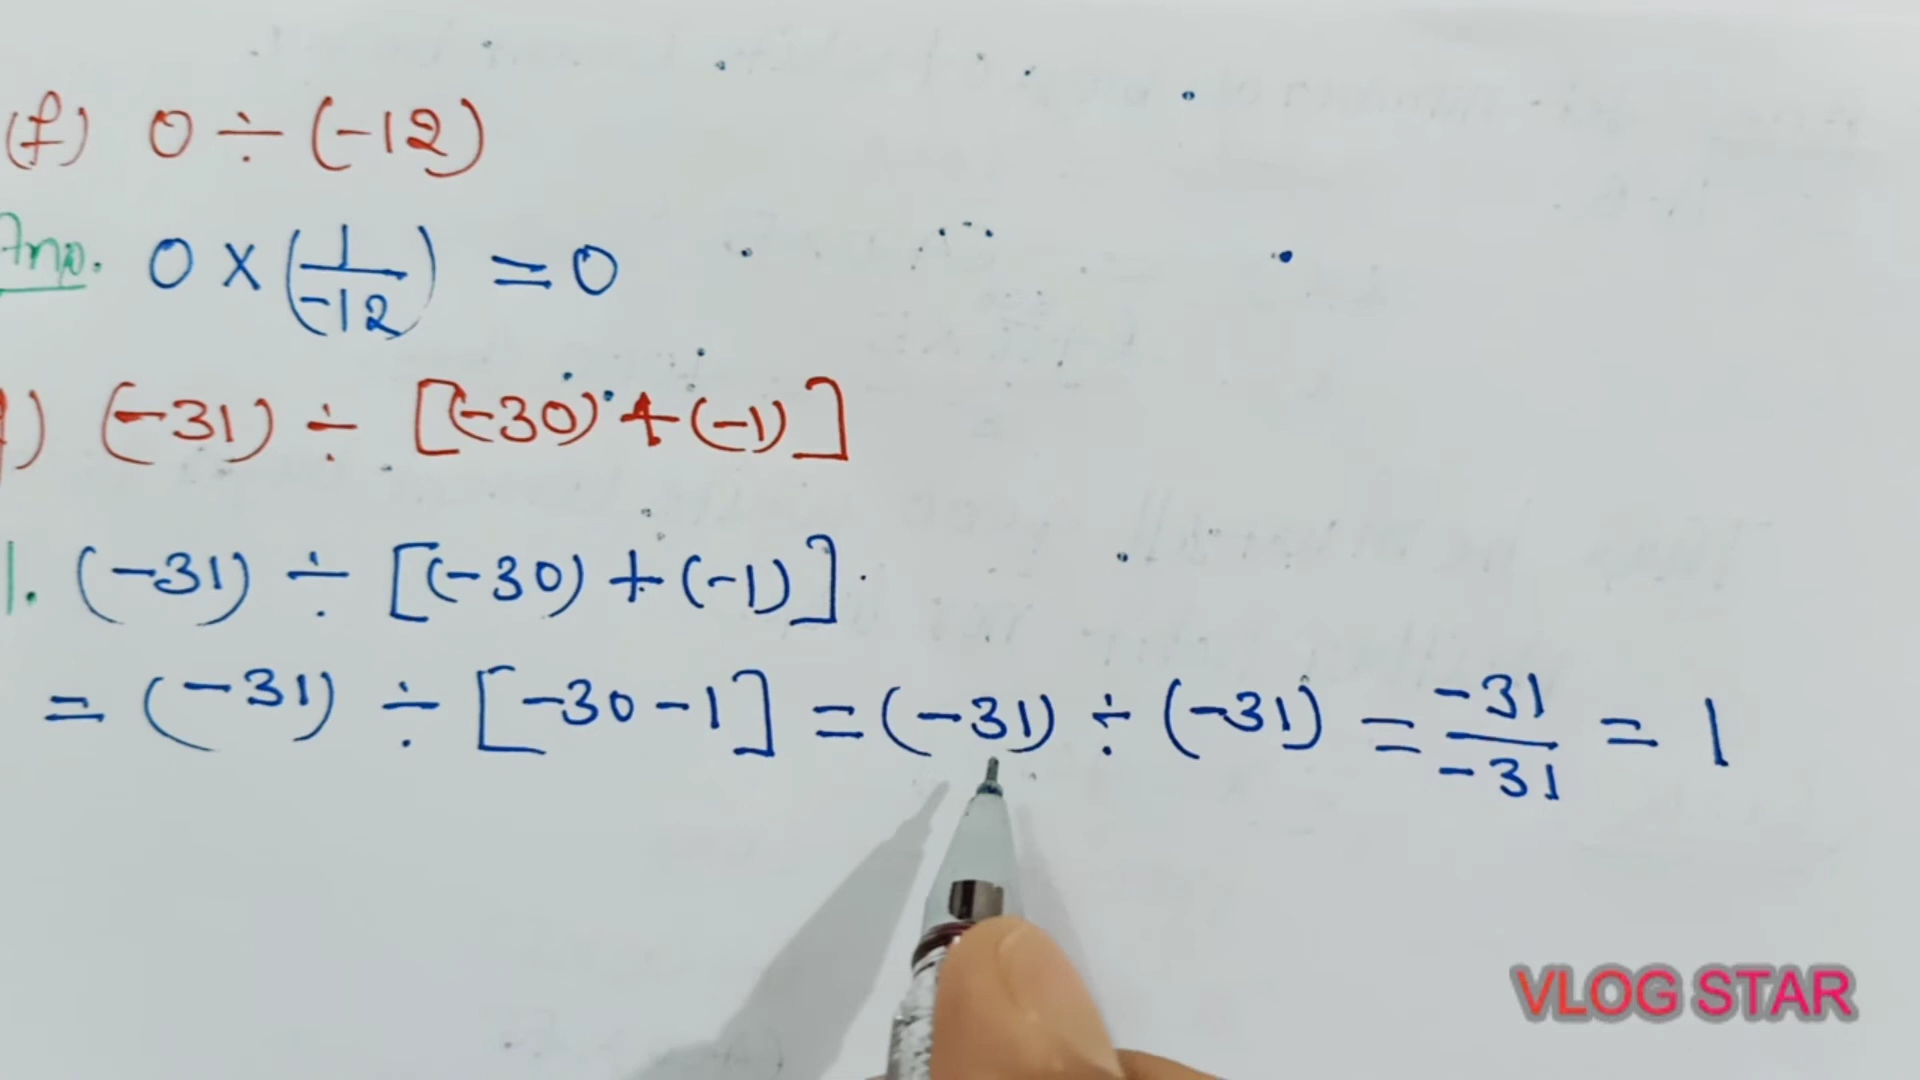 (f) 0 ÷ (-12)
Ans. 0 × (1/-12) = 0
) (-31) ÷ [(-30) + (-1)]
. (-31) ÷ [(-30) + (-1)]
= (-31) ÷ [-30-1] = (-31) ÷ (-31) = -31/-31 = 1
VLOG STAR